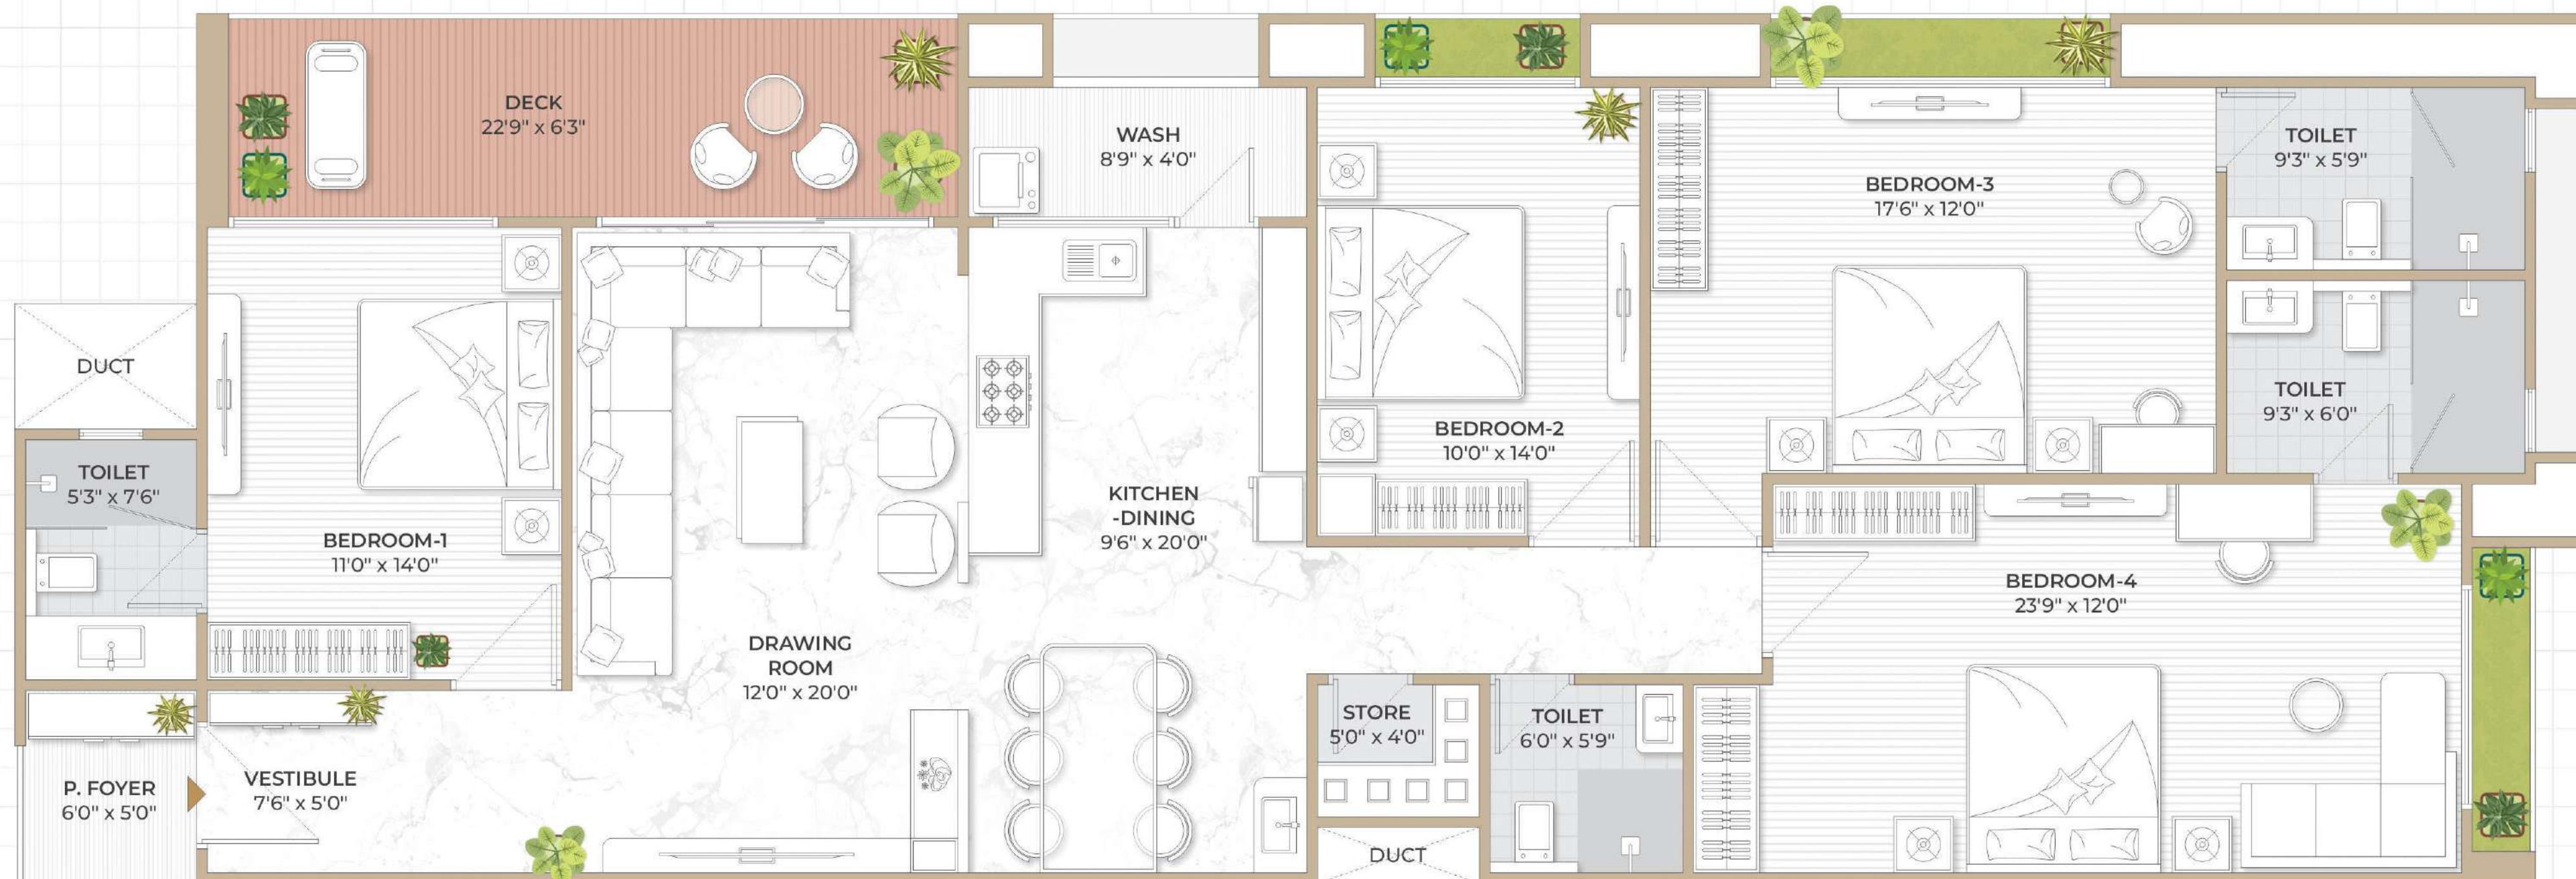 DECK
22'9" x 6'3"
WASH
8'9" x 4'0"
BEDROOM-3
17'6" x 12'0"
TOILET
9'3" x 5'9"
DUCT
TOILET
5'3" x 7'6"
BEDROOM-1
11'0" x 14'0"
KITCHEN
-DINING
9'6" x 20'0"
BEDROOM-2
10'0" x 14'0"
TOILET
9'3" x 6'0"
DRAWING
ROOM
12'0" x 20'0"
BEDROOM-4
23'9" x 12'0"
P. FOYER
6'0" x 5'0"
VESTIBULE
7'6" x 5'0"
STORE
5'0" x 4'0"
TOILET
6'0" x 5'9"
DUCT